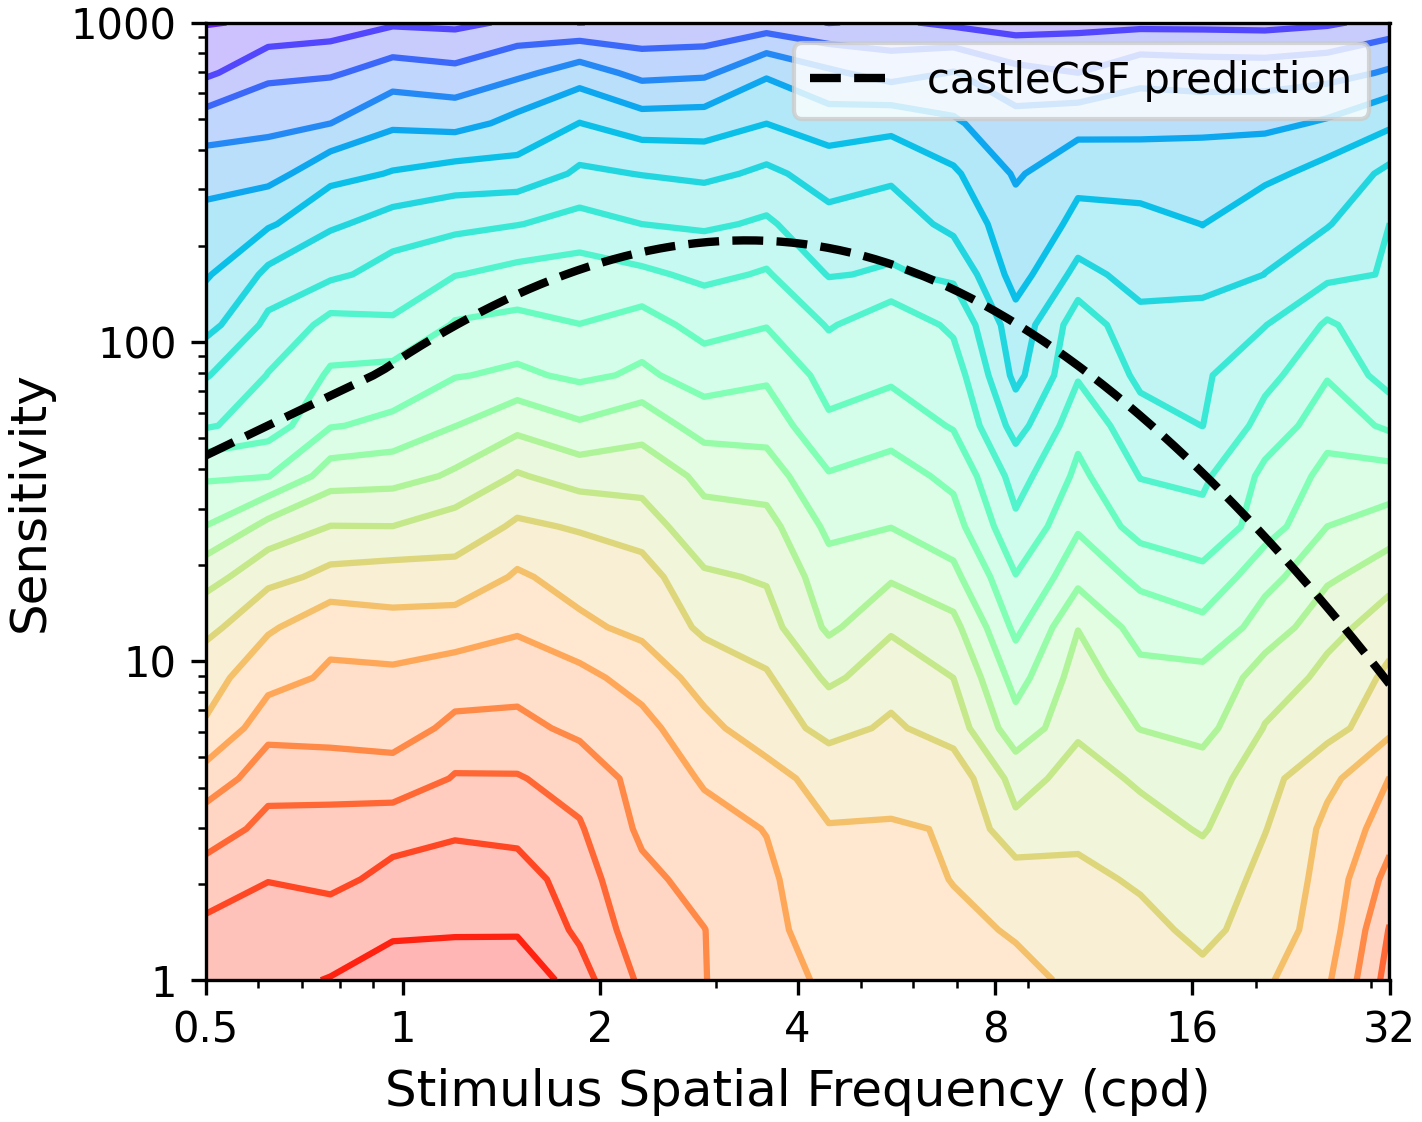 1000
100
10
1
Sensitivity
castleCSF prediction
0.5 1 2 4 8 16 32
Stimulus Spatial Frequency (cpd)